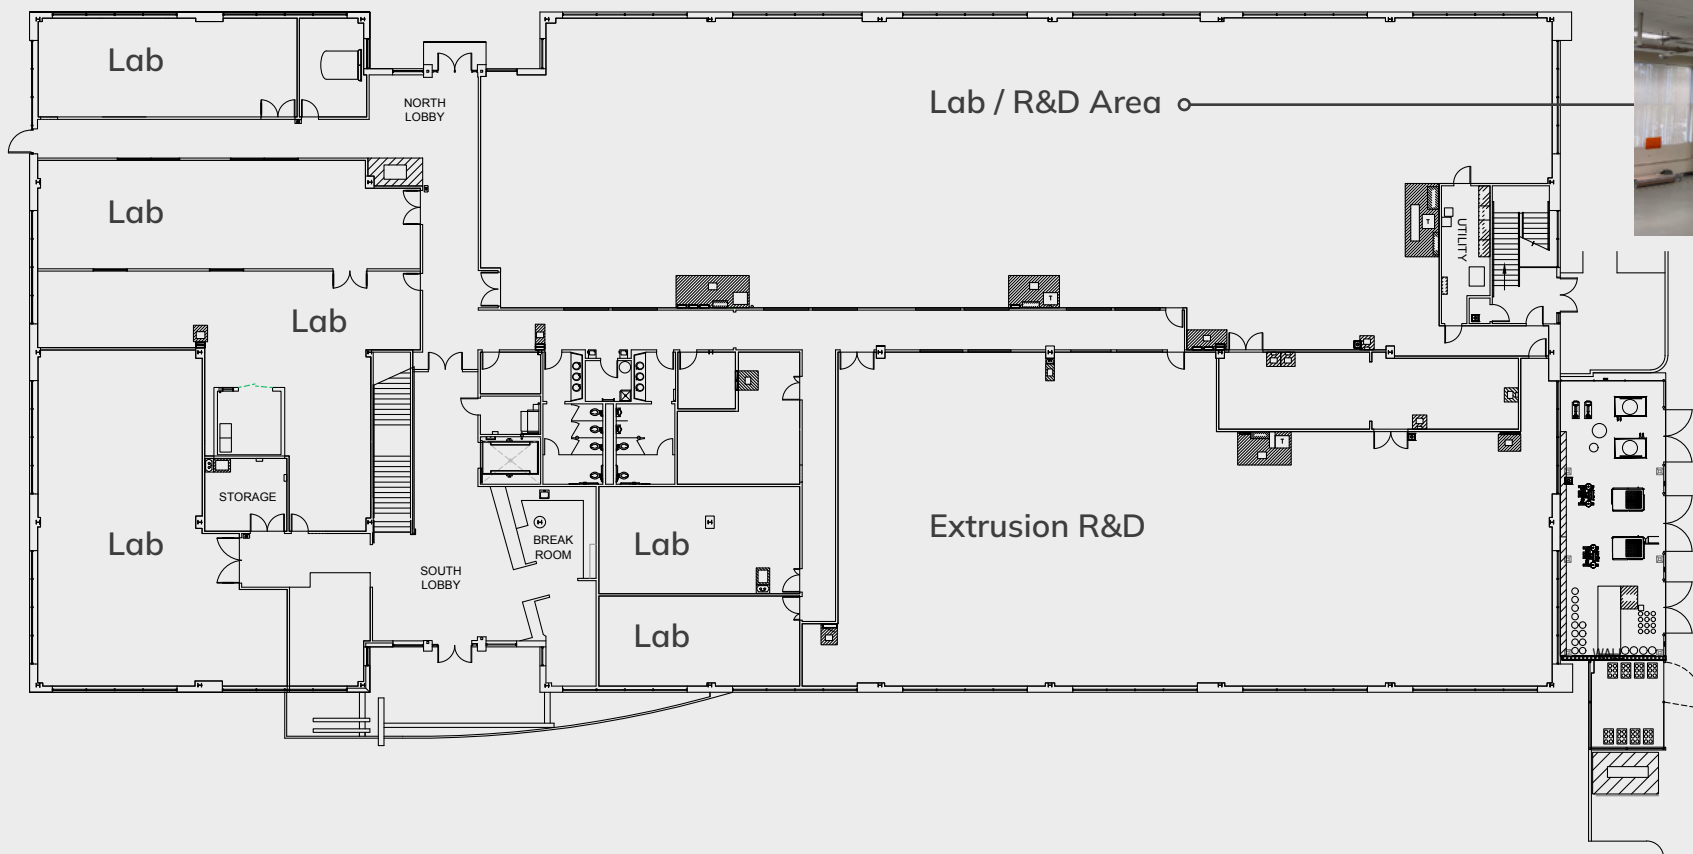 Lab
NORTH
LOBBY
Lab / R&D Area
Lab
UTILITY
T
T
Lab
T
STORAGE
Lab
BREAK
ROOM
SOUTH
LOBBY
Lab
Extrusion R&D
Lab